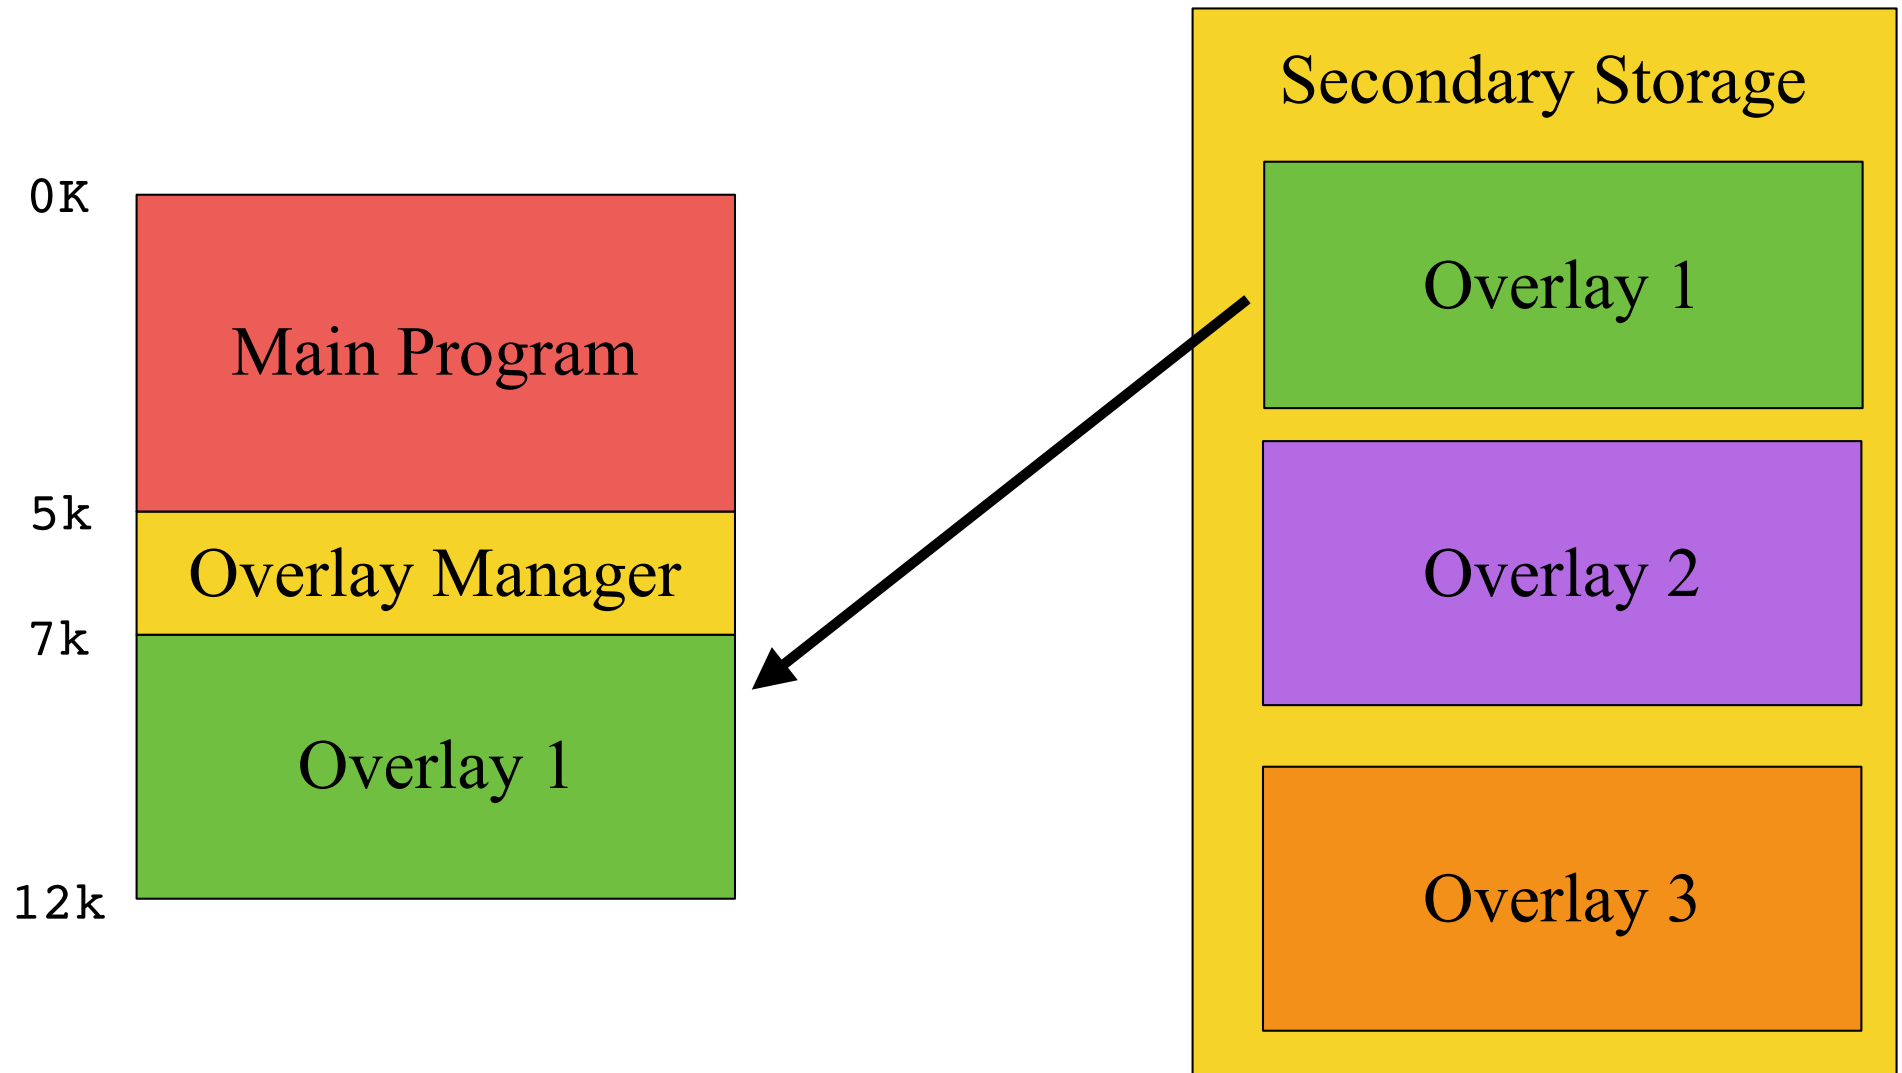 0K
Main Program
5k
Overlay Manager
7k
Overlay 1
12k
Secondary Storage
Overlay 1
Overlay 2
Overlay 3